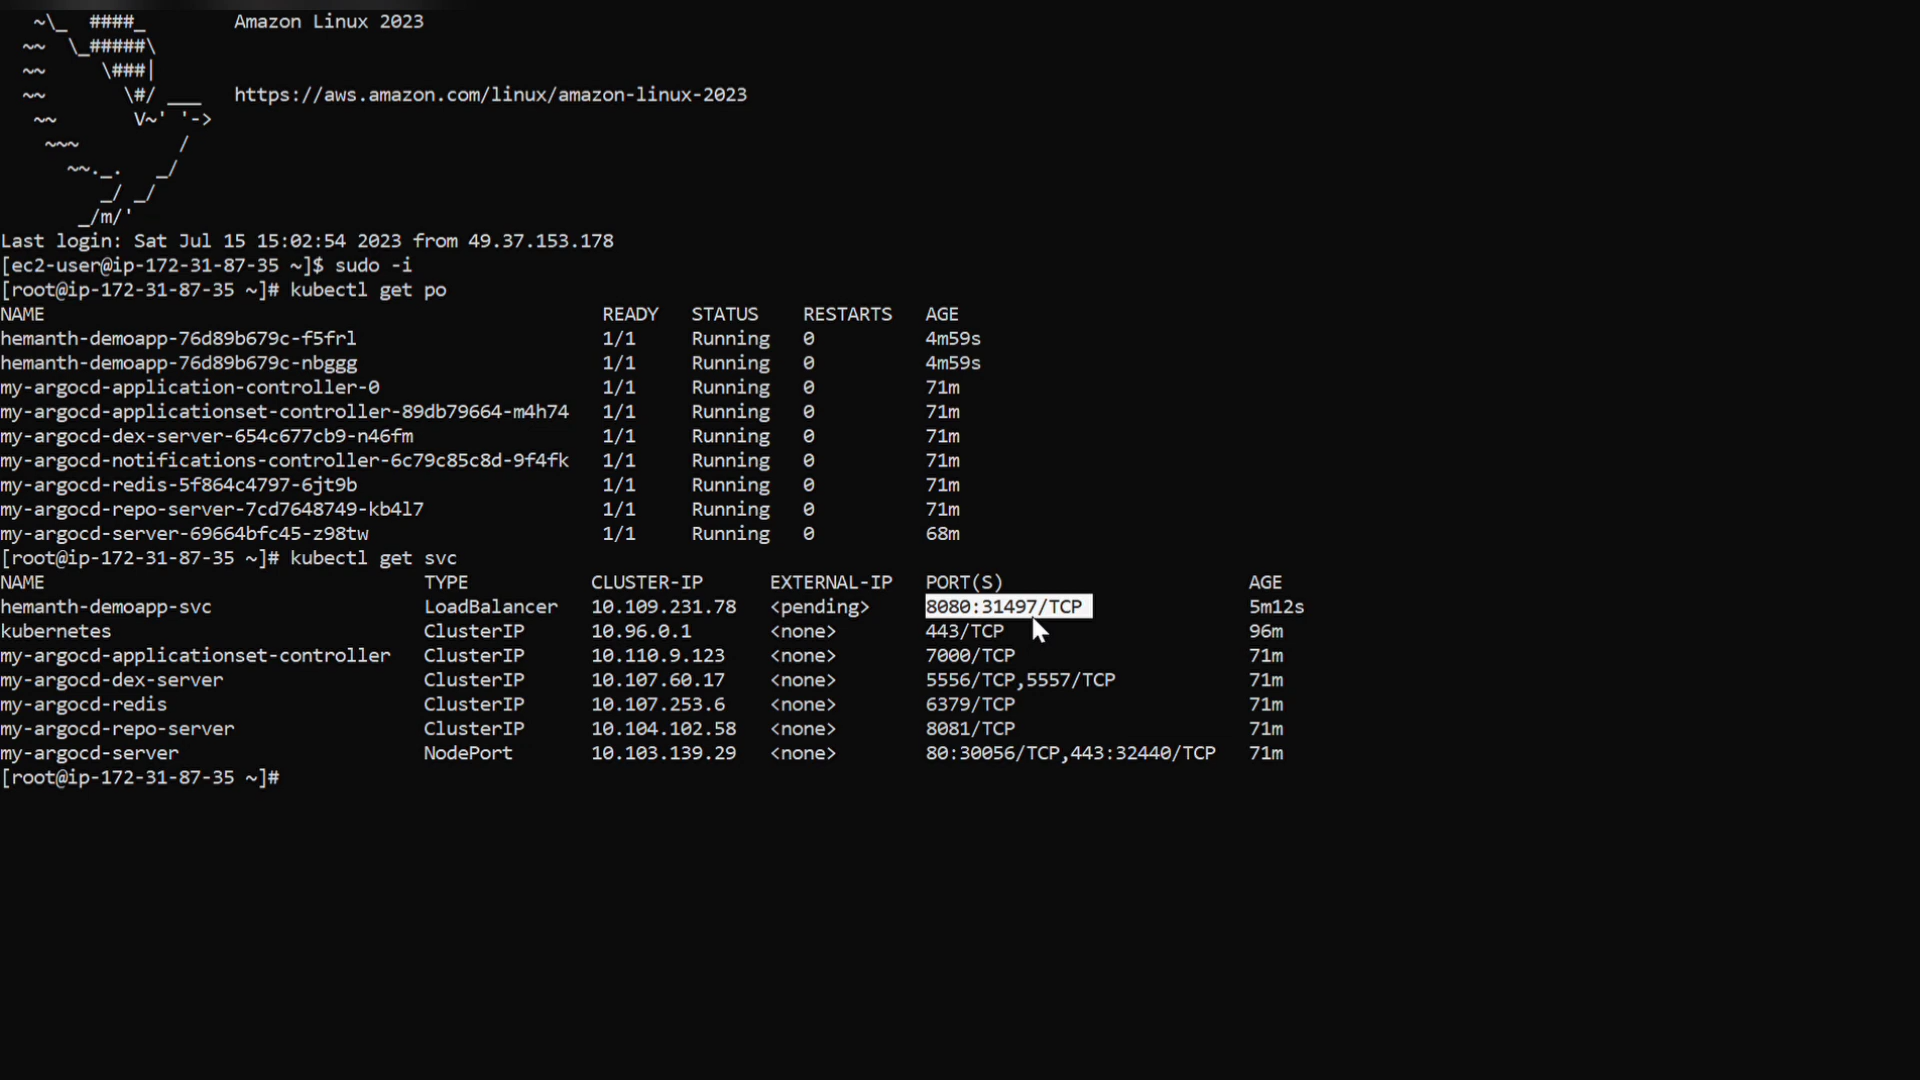 ~\_  ####_        Amazon Linux 2023
~~  \_#####\
~~     \###|
~~       \#/ ___   https://aws.amazon.com/linux/amazon-linux-2023
~~       V~' '->
~~~         /
~~._.   _/
_/ _/
_/m/'
Last login: Sat Jul 15 15:02:54 2023 from 49.37.153.178
[ec2-user@ip-172-31-87-35 ~]$ sudo -i
[root@ip-172-31-87-35 ~]# kubectl get po
NAME READY STATUS RESTARTS AGE
hemanth-demoapp-76d89b679c-f5frl 1/1 Running 0 4m59s
hemanth-demoapp-76d89b679c-nbggg 1/1 Running 0 4m59s
my-argocd-application-controller-0 1/1 Running 0 71m
my-argocd-applicationset-controller-89db79664-m4h74 1/1 Running 0 71m
my-argocd-dex-server-654c677cb9-n46fm 1/1 Running 0 71m
my-argocd-notifications-controller-6c79c85c8d-9f4fk 1/1 Running 0 71m
my-argocd-redis-5f864c4797-6jt9b 1/1 Running 0 71m
my-argocd-repo-server-7cd7648749-kb4l7 1/1 Running 0 71m
my-argocd-server-69664bfc45-z98tw 1/1 Running 0 68m
[root@ip-172-31-87-35 ~]# kubectl get svc
NAME TYPE CLUSTER-IP EXTERNAL-IP PORT(S) AGE
hemanth-demoapp-svc LoadBalancer 10.109.231.78 <pending> 8080:31497/TCP 5m12s
kubernetes ClusterIP 10.96.0.1 <none> 443/TCP 96m
my-argocd-applicationset-controller ClusterIP 10.110.9.123 <none> 7000/TCP 71m
my-argocd-dex-server ClusterIP 10.107.60.17 <none> 5556/TCP,5557/TCP 71m
my-argocd-redis ClusterIP 10.107.253.6 <none> 6379/TCP 71m
my-argocd-repo-server ClusterIP 10.104.102.58 <none> 8081/TCP 71m
my-argocd-server NodePort 10.103.139.29 <none> 80:30056/TCP,443:32440/TCP 71m
[root@ip-172-31-87-35 ~]#